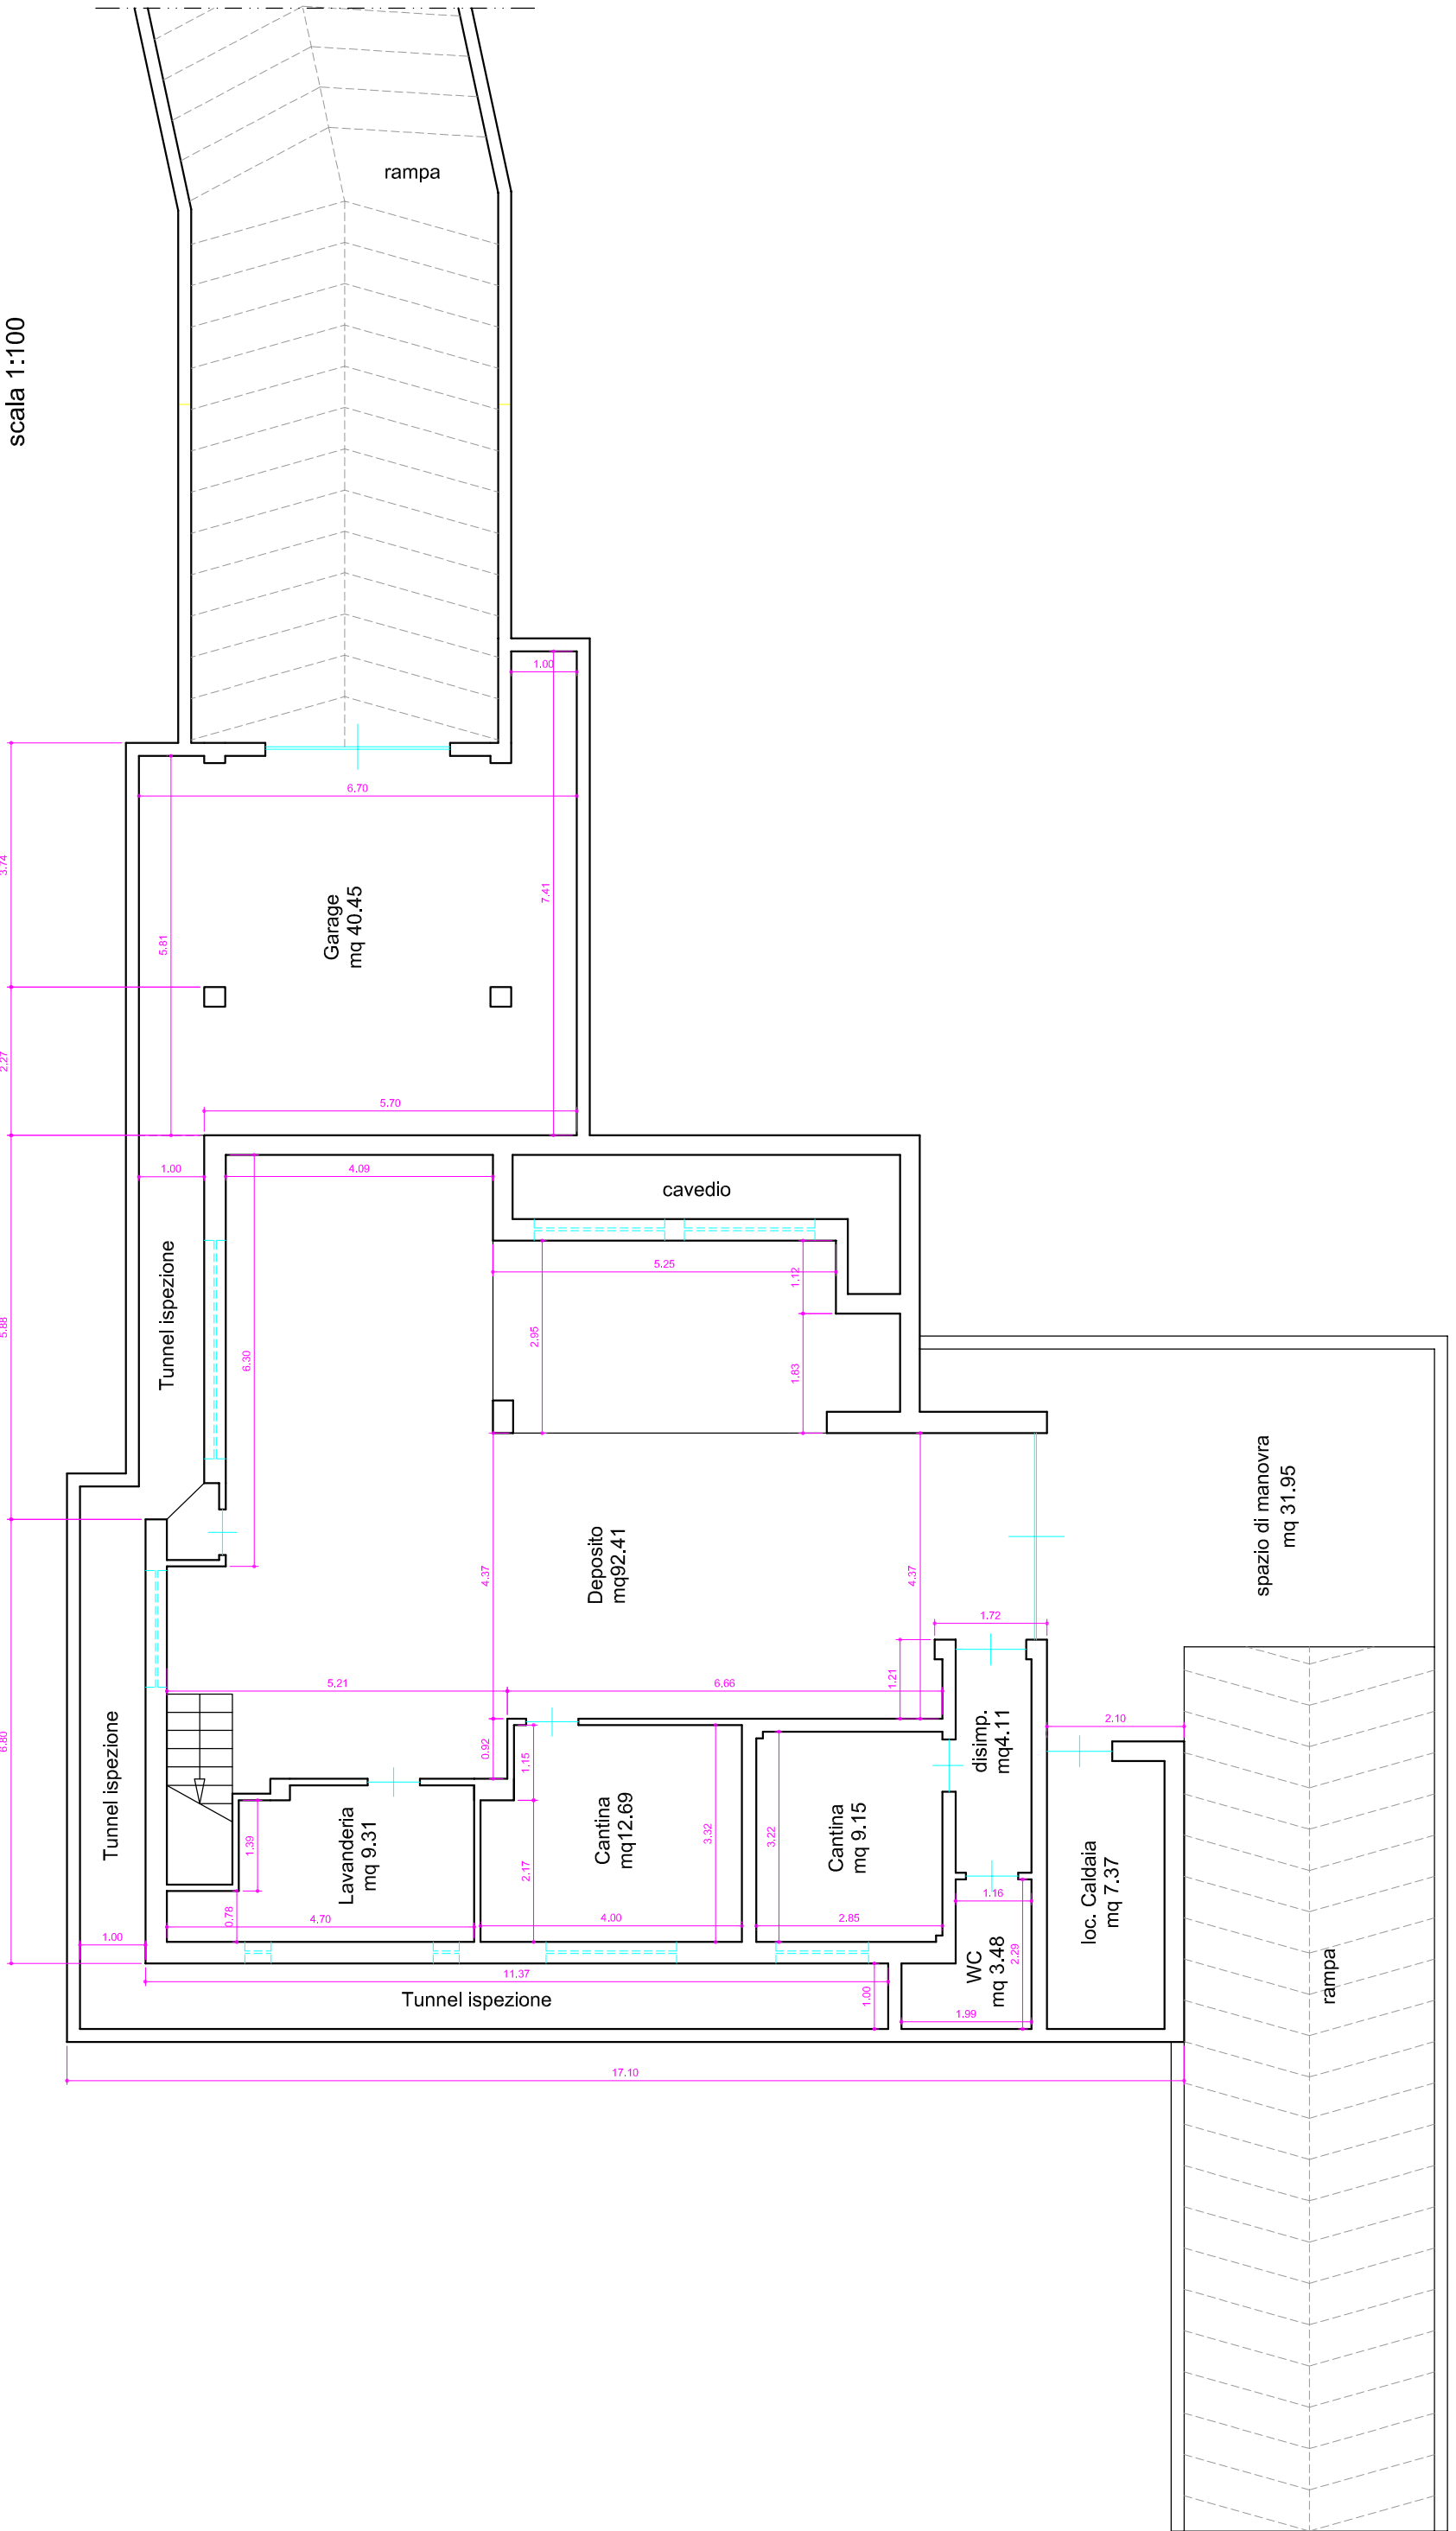 scala 1:100
rampa
1.00
6.70
3.74
Garage
mq 40.45
7.41
5.81
2.27
5.70
1.00
4.09
cavedio
Tunnel ispezione
5.25
1.12
5.88
2.95
6.30
1.83
spazio di manovra
mq 31.95
Deposito
mq92.41
4.37
4.37
1.72
1.21
5.21
6.66
2.10
6.80
Tunnel ispezione
0.92
1.15
disimp.
mq4.11
1.39
Lavanderia
mq 9.31
Cantina
mq12.69
3.32
3.22
Cantina
mq 9.15
loc. Caldaia
mq 7.37
2.17
0.78
4.70
4.00
2.85
1.16
2.29
WC
mq 3.48
1.00
11.37
Tunnel ispezione
1.00
1.99
rampa
17.10